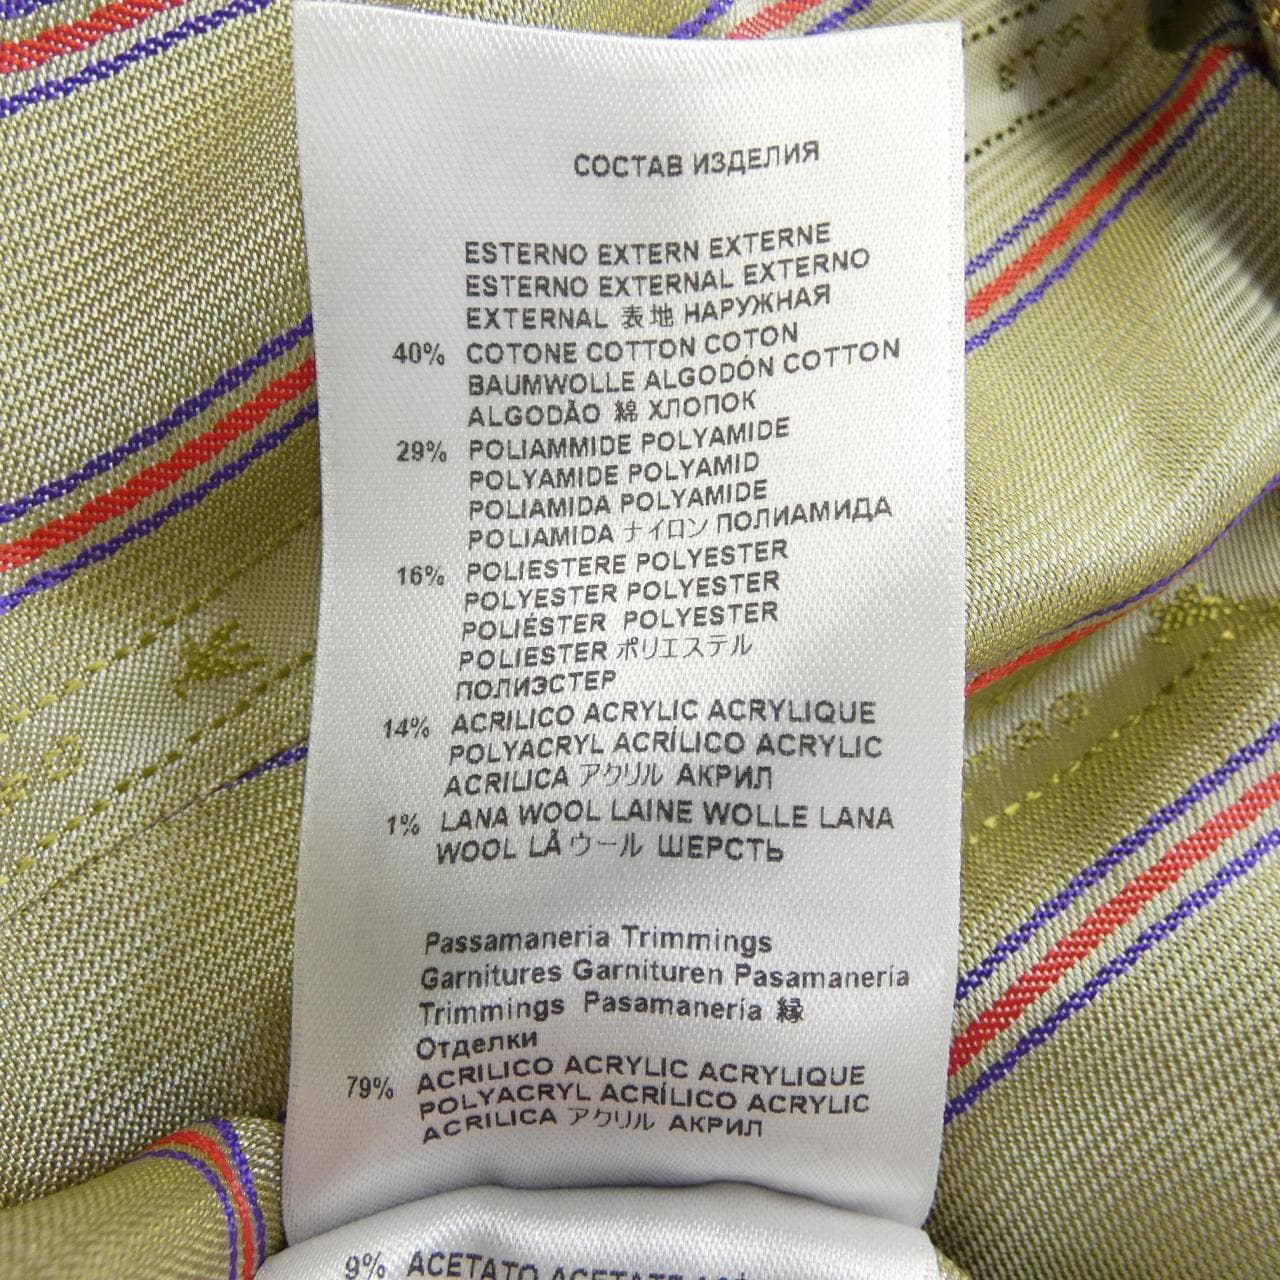 СОСТАВ ИЗДЕЛИЯ
ESTERNO EXTERN EXTERNE
ESTERNO EXTERNAL EXTERNO
EXTERNAL 表地 НАРУЖНАЯ
40% COTONE COTTON COTON
BAUMWOLLE ALGODÓN COTTON
ALGODÃO 綿 ХЛОПОК
29% POLIAMMIDE POLYAMIDE
POLYAMIDE POLYAMID
POLIAMIDA POLYAMIDE
POLIAMIDA ナイロン ПОЛИАМИДА
16% POLIESTERE POLYESTER
POLYESTER POLYESTER
POLIÉSTER POLYESTER
POLIESTER ポリエステル
ПОЛИЭСТЕР
14% ACRILICO ACRYLIC ACRYLIQUE
POLYACRYL ACRÍLICO ACRYLIC
ACRILICA アクリル АКРИЛ
1% LANA WOOL LAINE WOLLE LANA
WOOL LÃ ウール ШЕРСТЬ
Passamaneria Trimmings
Garnitures Garnituren Pasamanería
Trimmings Pasamanería 縁
Отделки
79% ACRILICO ACRYLIC ACRYLIQUE
POLYACRYL ACRÍLICO ACRYLIC
ACRILICA アクリル АКРИЛ
9% ACETATO ACETATE